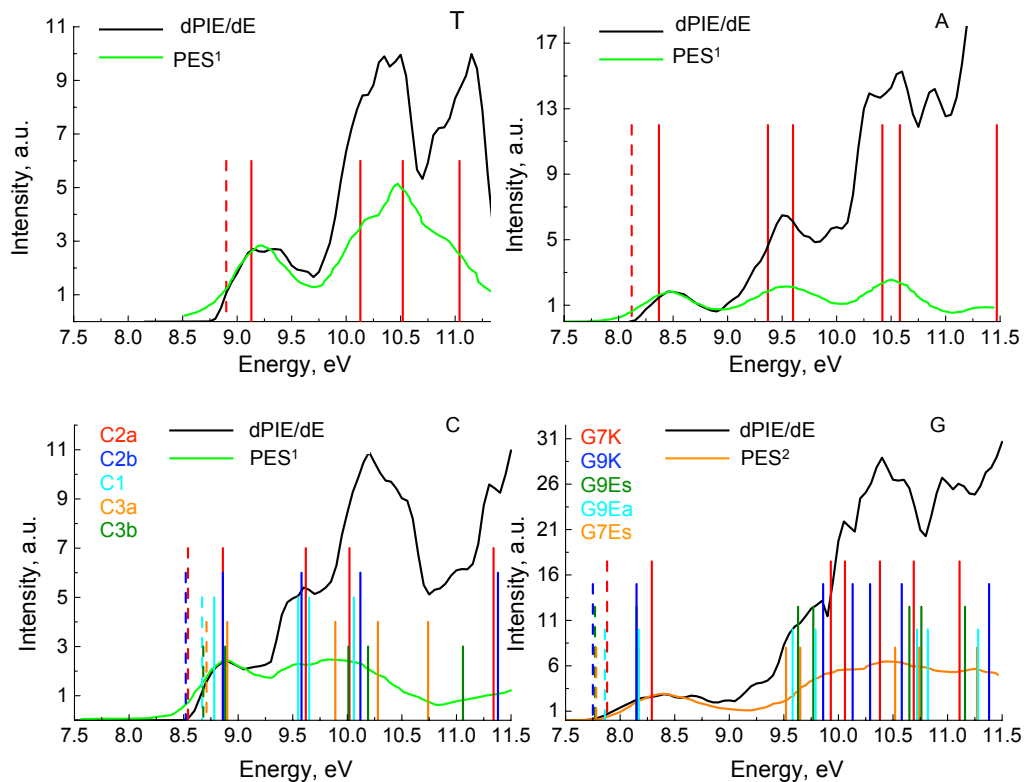 T
dPIE/dE
PES¹
11
9
7
5
3
1
Intensity, a.u.
7.5 8.0 8.5 9.0 9.5 10.0 10.5 11.0
Energy, eV
A
dPIE/dE
PES¹
17
15
13
11
9
7
5
3
1
Intensity, a.u.
7.5 8.0 8.5 9.0 9.5 10.0 10.5 11.0 11.5
Energy, eV
C
C2a
C2b
C1
C3a
C3b
dPIE/dE
PES¹
11
9
7
5
3
1
Intensity, a.u.
7.5 8.0 8.5 9.0 9.5 10.0 10.5 11.0 11.5
Energy, eV
G
G7K
G9K
G9Es
G9Ea
G7Es
dPIE/dE
PES²
31
26
21
16
11
6
1
Intensity, a.u.
7.5 8.0 8.5 9.0 9.5 10.0 10.5 11.0 11.5
Energy, eV